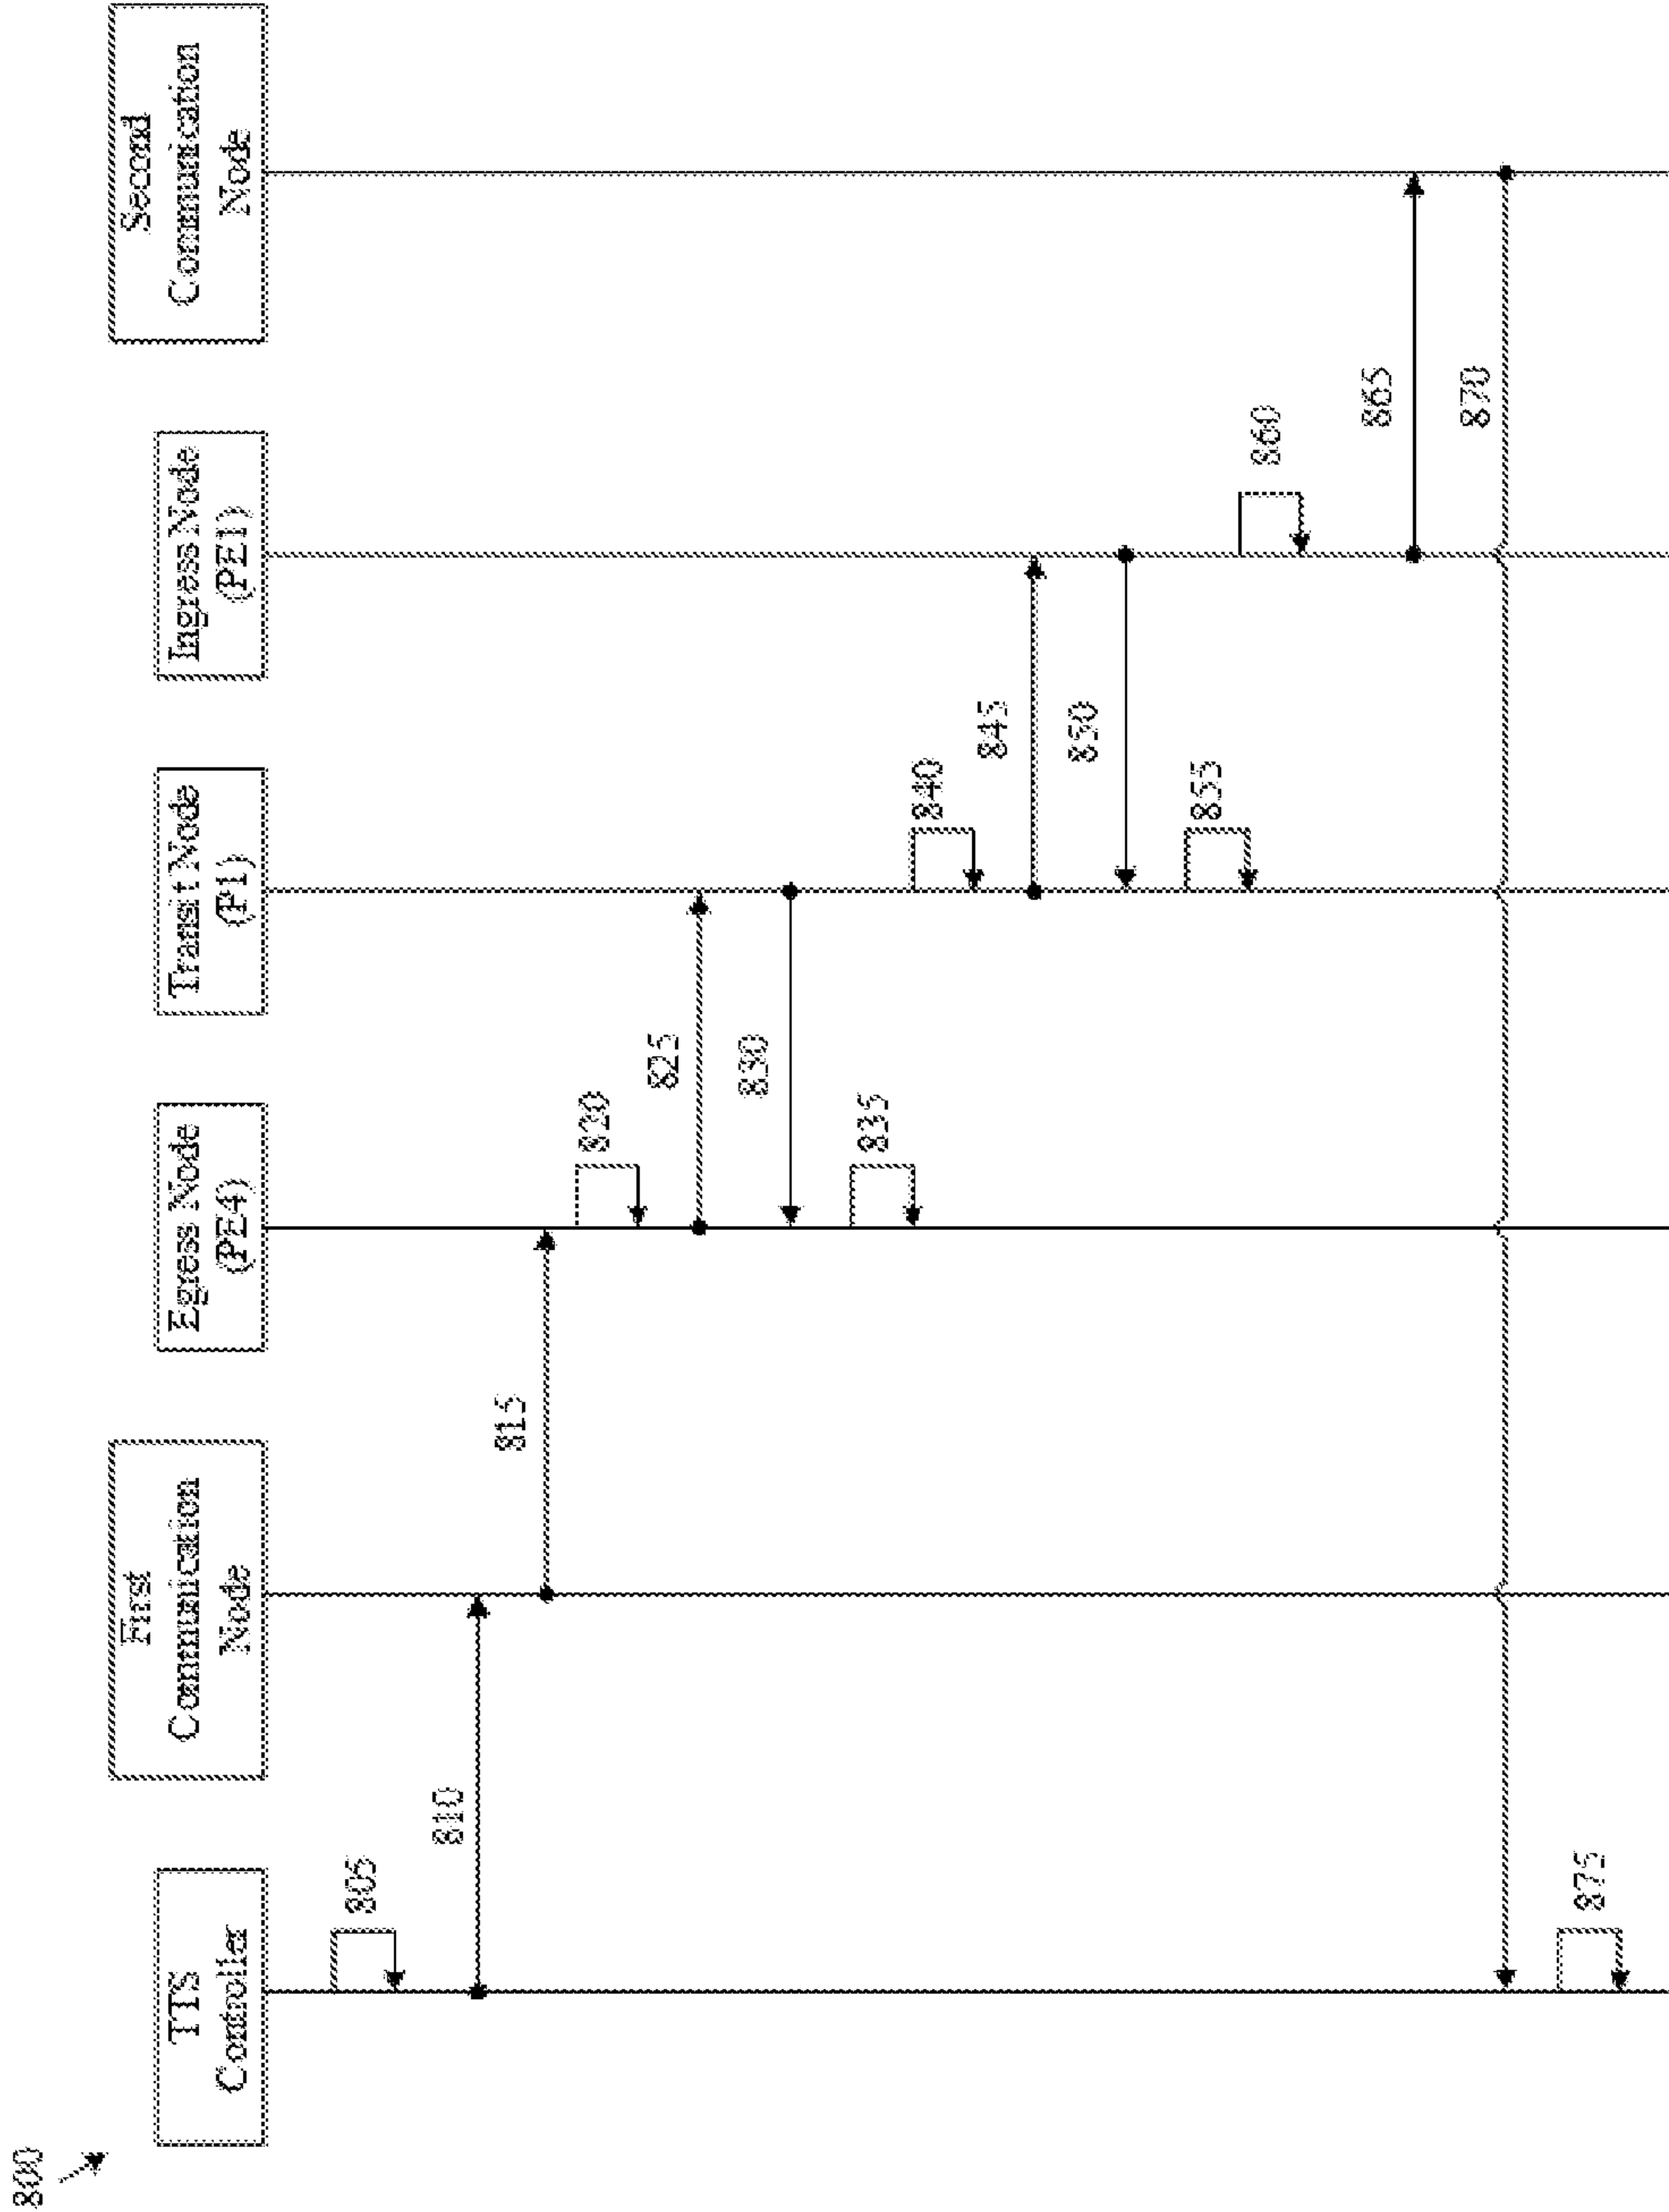 800
TTS
Controller
First
Communication
Node
Egress Node
(PE4)
Transit Node
(P1)
Ingress Node
(PE1)
Second
Communication
Node
805
810
815
820
825
830
835
840
845
850
855
860
865
870
875